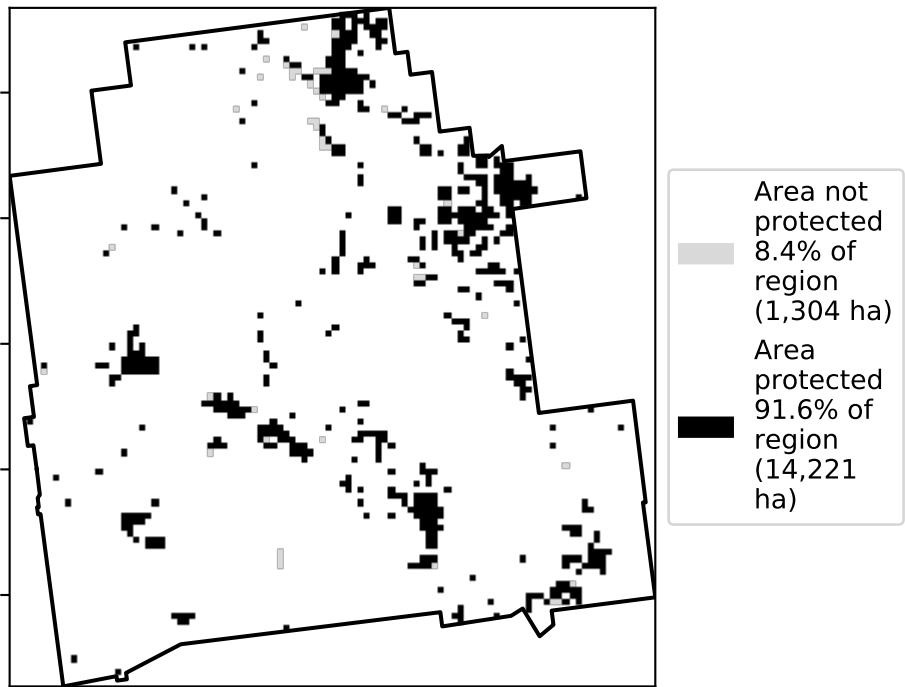 Area not
protected
8.4% of
region
(1,304 ha)
Area
protected
91.6% of
region
(14,221
ha)